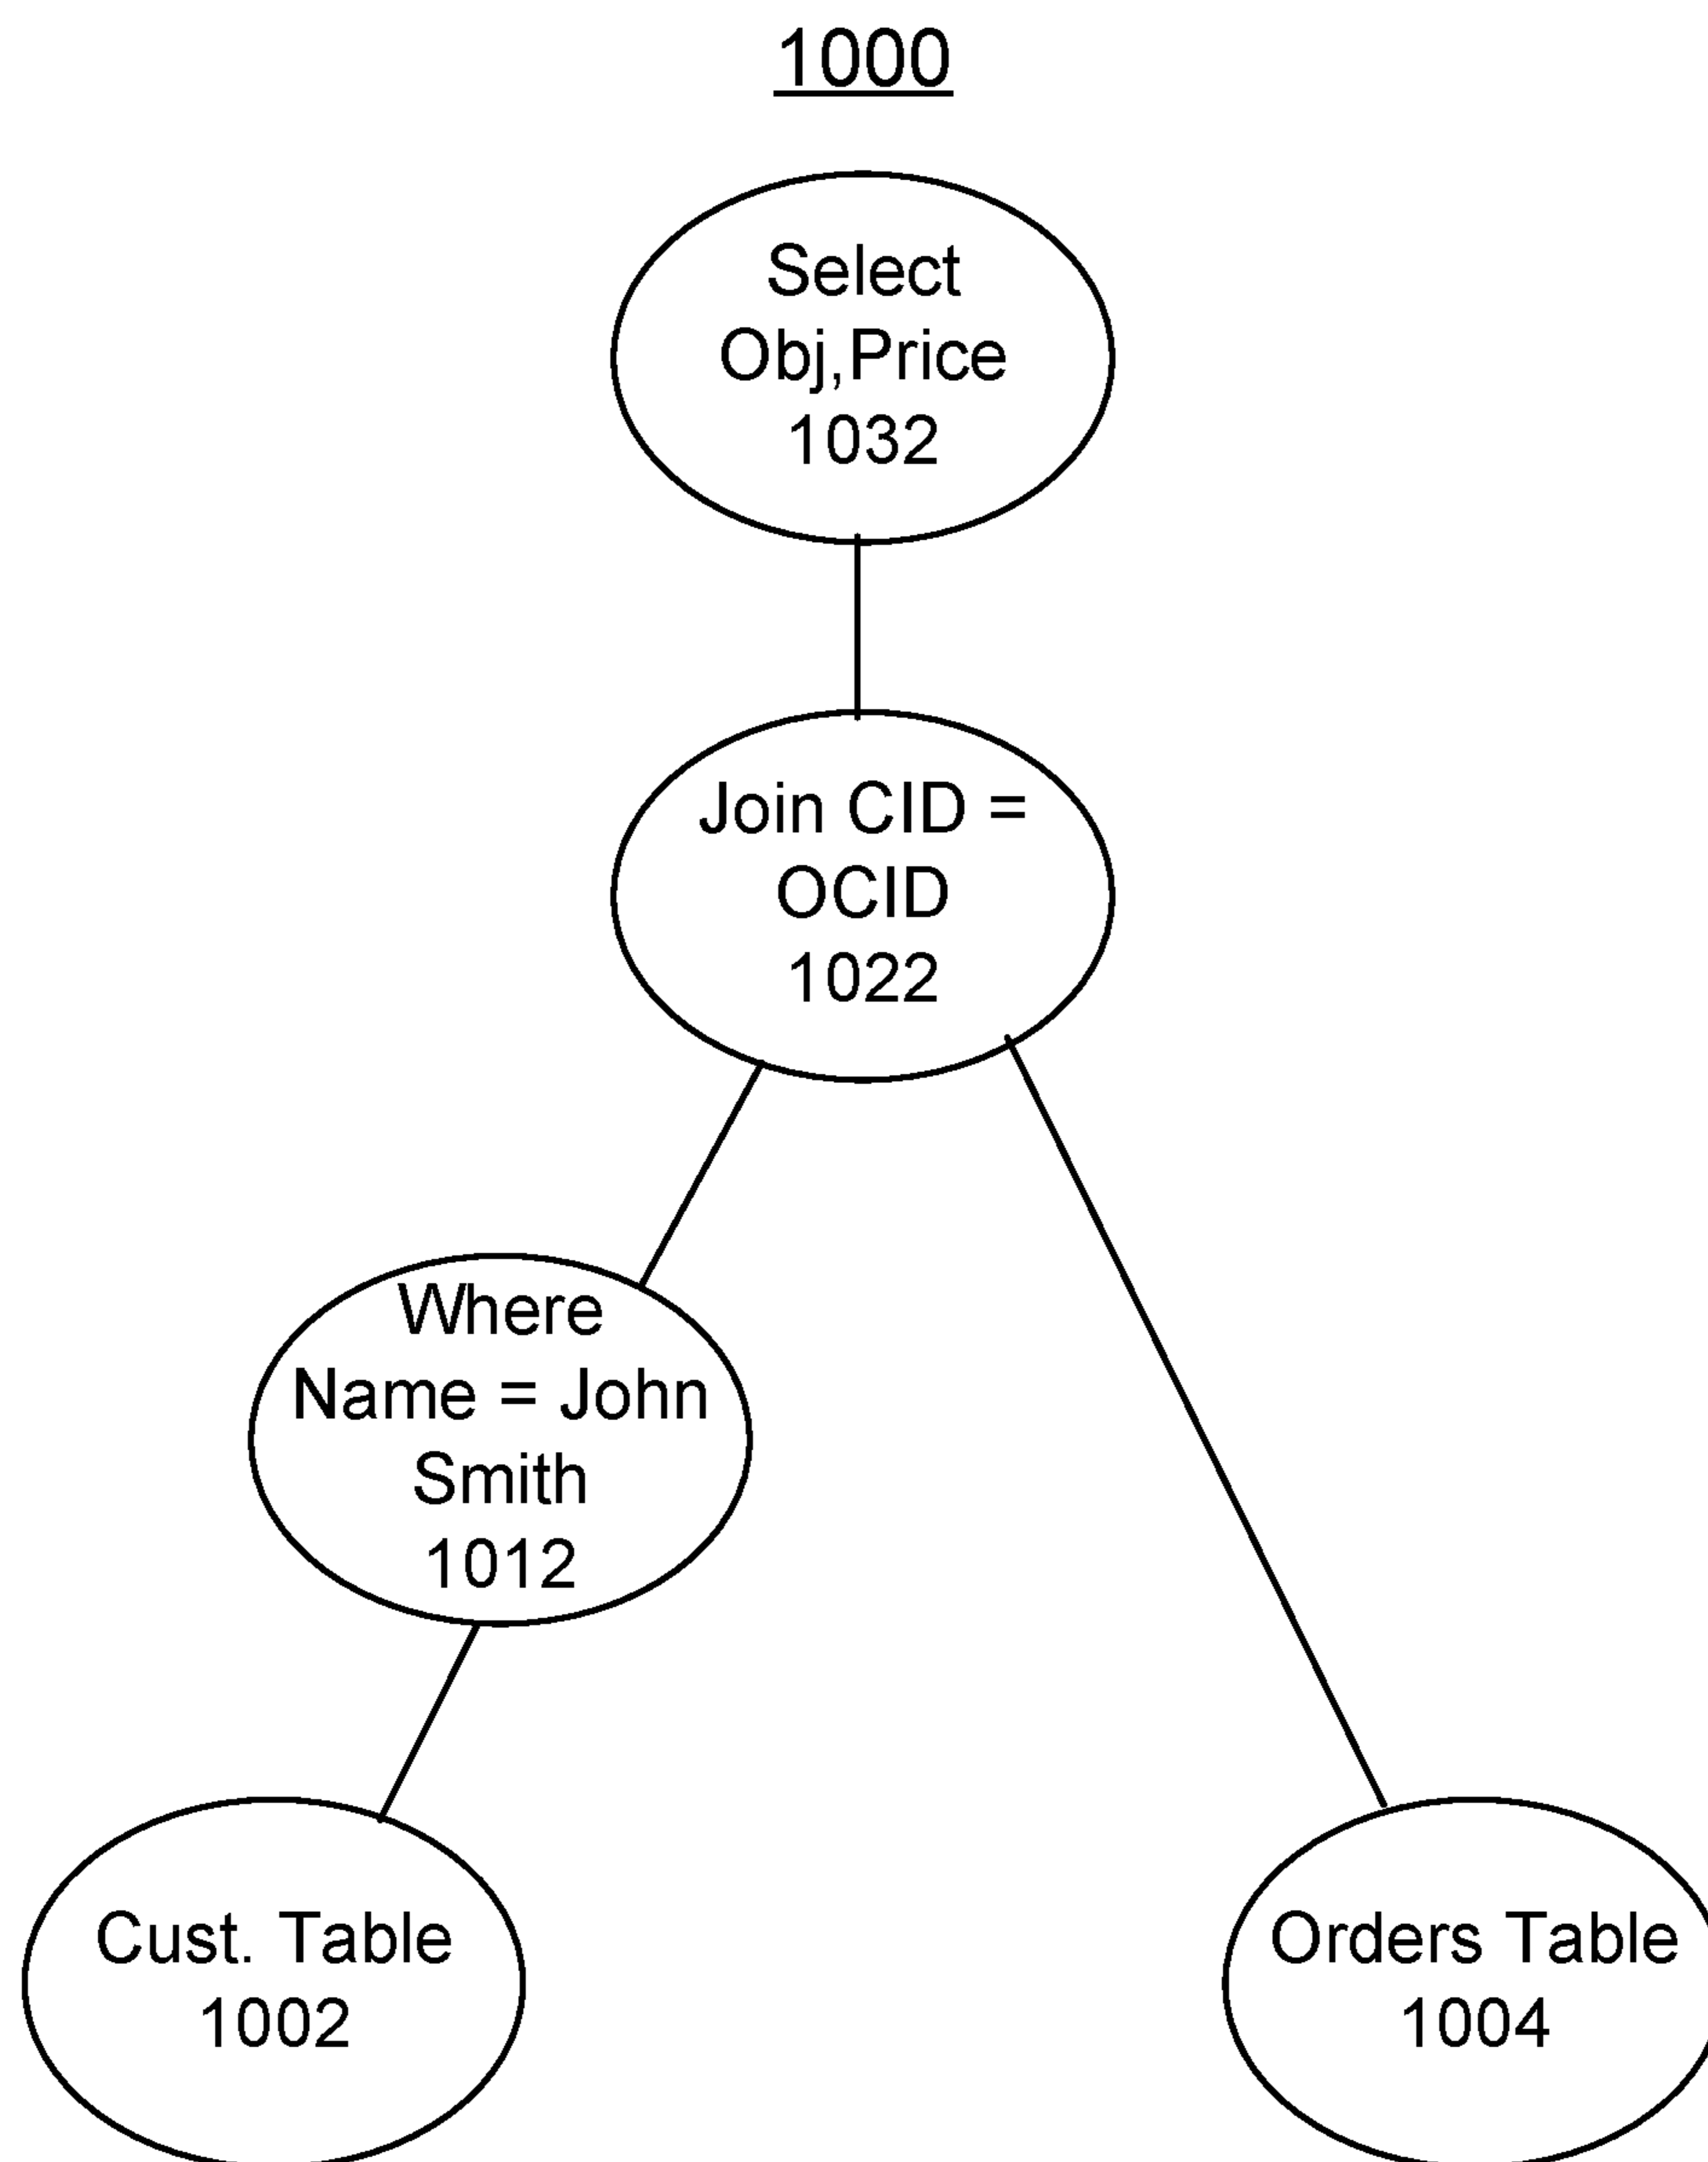 1000
Select
Obj,Price
1032
Join CID =
OCID
1022
Where
Name = John
Smith
1012
Cust. Table
1002
Orders Table
1004